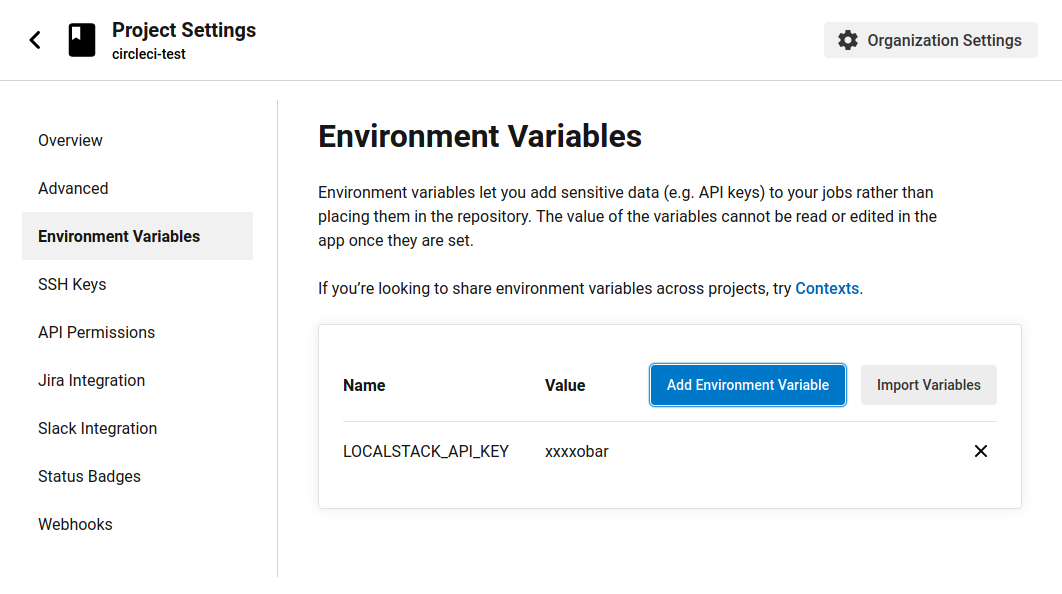 Project Settings
circleci-test
Organization Settings
Overview
Advanced
Environment Variables
SSH Keys
API Permissions
Jira Integration
Slack Integration
Status Badges
Webhooks
Environment Variables
Environment variables let you add sensitive data (e.g. API keys) to your jobs rather than
placing them in the repository. The value of the variables cannot be read or edited in the
app once they are set.
If you’re looking to share environment variables across projects, try Contexts.
Name Value Add Environment Variable Import Variables
LOCALSTACK_API_KEY xxxxobar